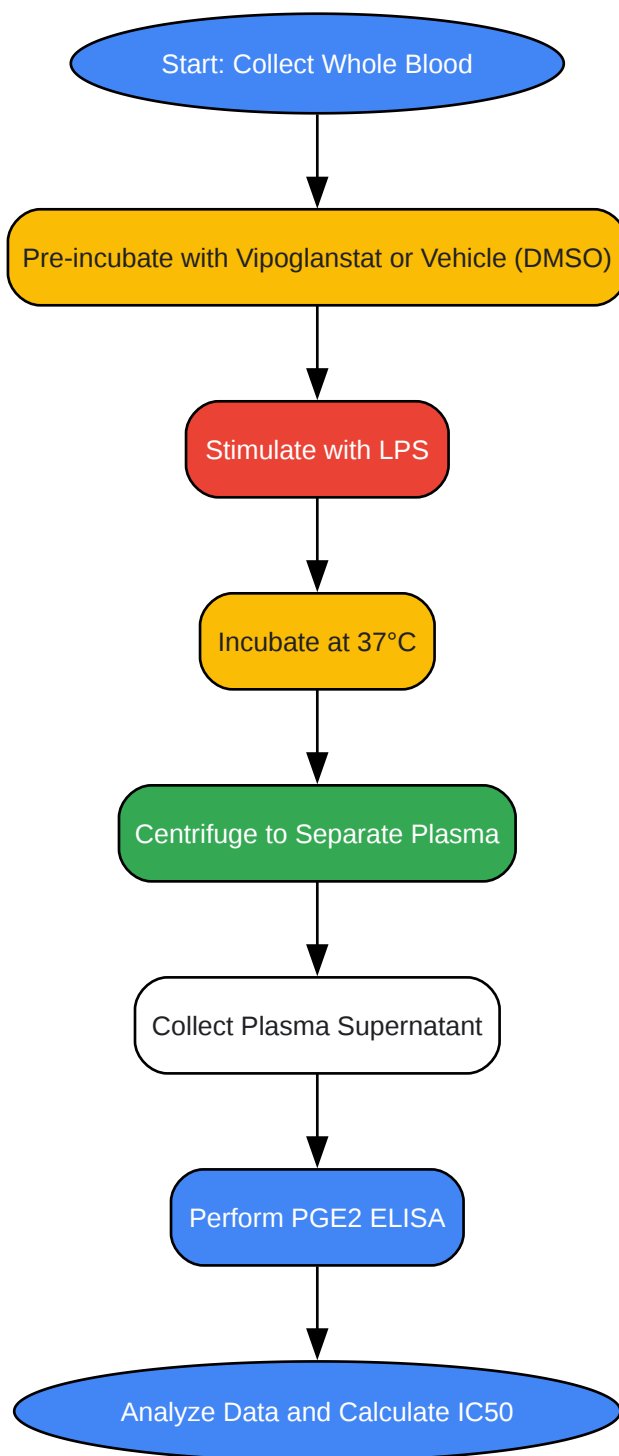 Start: Collect Whole Blood
Pre-incubate with Vipoglanstat or Vehicle (DMSO)
Stimulate with LPS
Incubate at 37°C
Centrifuge to Separate Plasma
Collect Plasma Supernatant
Perform PGE2 ELISA
Analyze Data and Calculate IC50